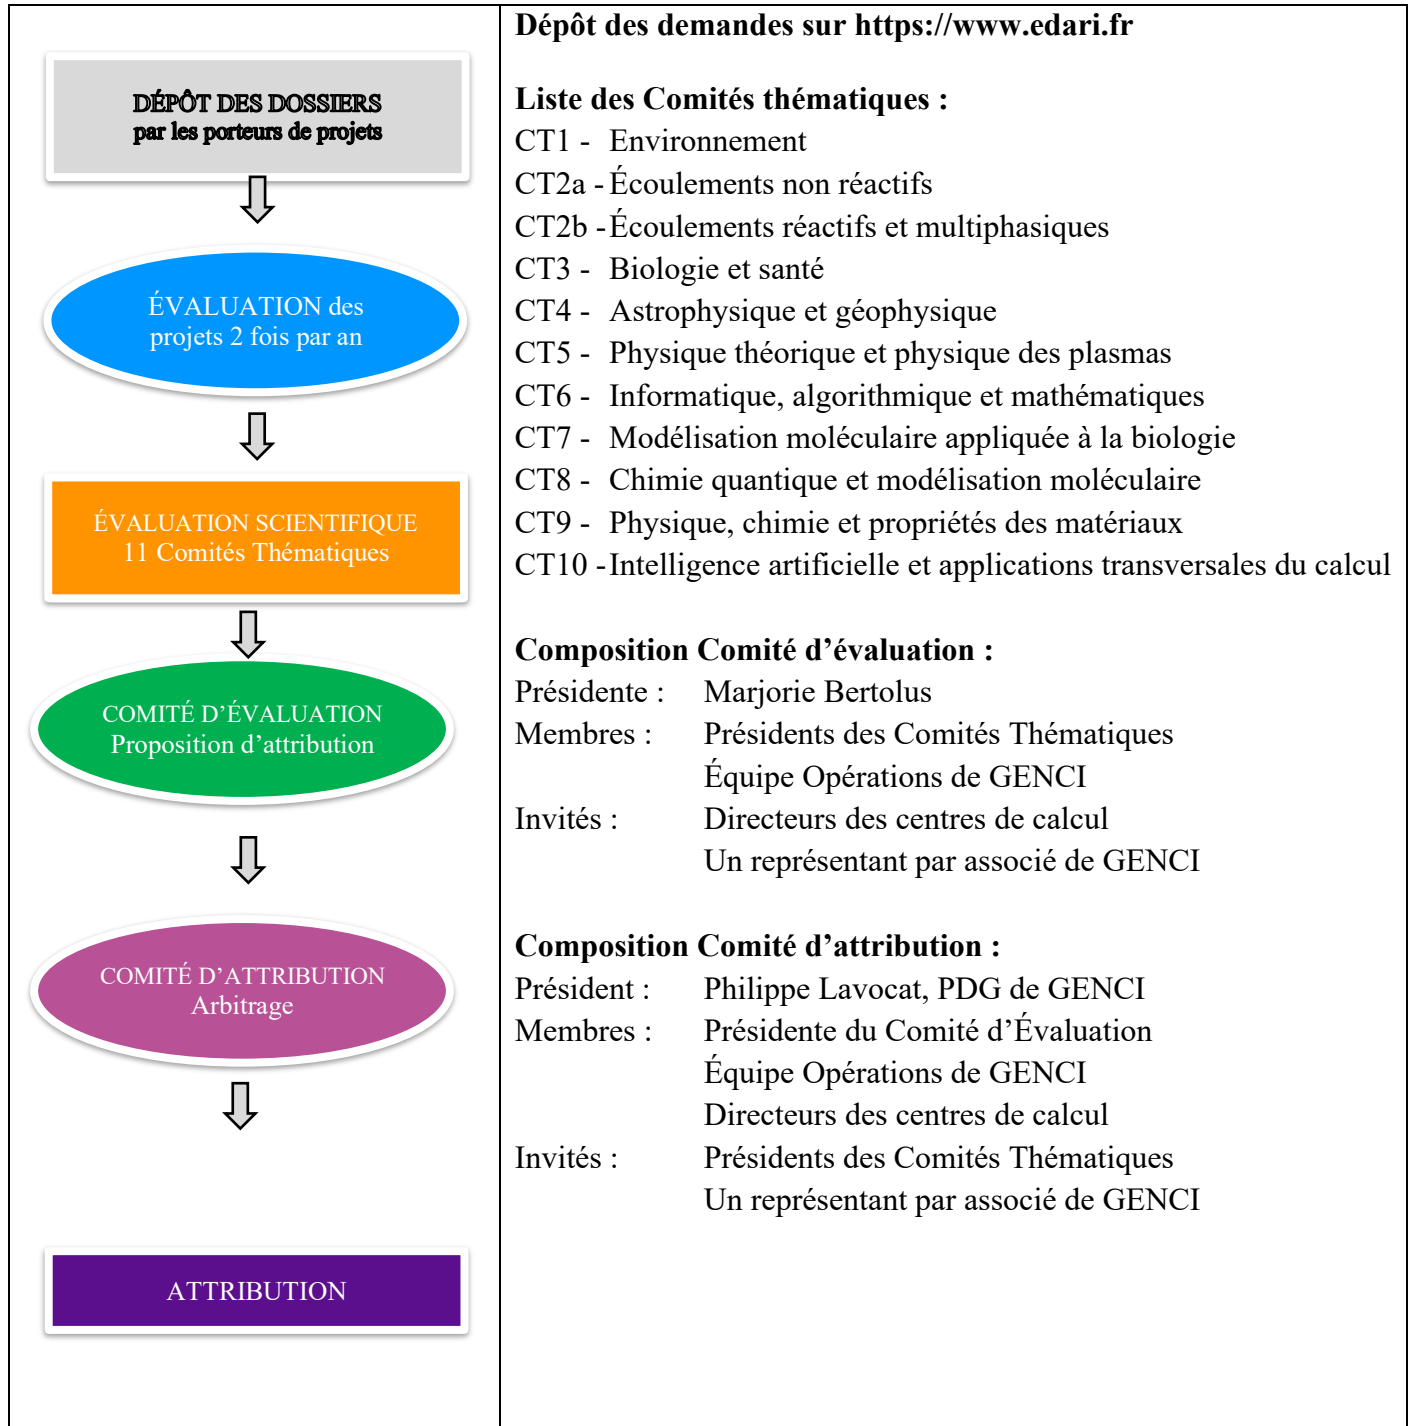 DÉPÔT DES DOSSIERS
par les porteurs de projets
ÉVALUATION des
projets 2 fois par an
ÉVALUATION SCIENTIFIQUE
11 Comités Thématiques
COMITÉ D’ÉVALUATION
Proposition d’attribution
COMITÉ D’ATTRIBUTION
Arbitrage
ATTRIBUTION
Dépôt des demandes sur https://www.edari.fr
Liste des Comités thématiques :
CT1 - Environnement
CT2a - Écoulements non réactifs
CT2b - Écoulements réactifs et multiphasiques
CT3 - Biologie et santé
CT4 - Astrophysique et géophysique
CT5 - Physique théorique et physique des plasmas
CT6 - Informatique, algorithmique et mathématiques
CT7 - Modélisation moléculaire appliquée à la biologie
CT8 - Chimie quantique et modélisation moléculaire
CT9 - Physique, chimie et propriétés des matériaux
CT10 - Intelligence artificielle et applications transversales du calcul
Composition Comité d’évaluation :
Présidente : Marjorie Bertolus
Membres : Présidents des Comités Thématiques
Équipe Opérations de GENCI
Invités : Directeurs des centres de calcul
Un représentant par associé de GENCI
Composition Comité d’attribution :
Président : Philippe Lavocat, PDG de GENCI
Membres : Présidente du Comité d’Évaluation
Équipe Opérations de GENCI
Directeurs des centres de calcul
Invités : Présidents des Comités Thématiques
Un représentant par associé de GENCI